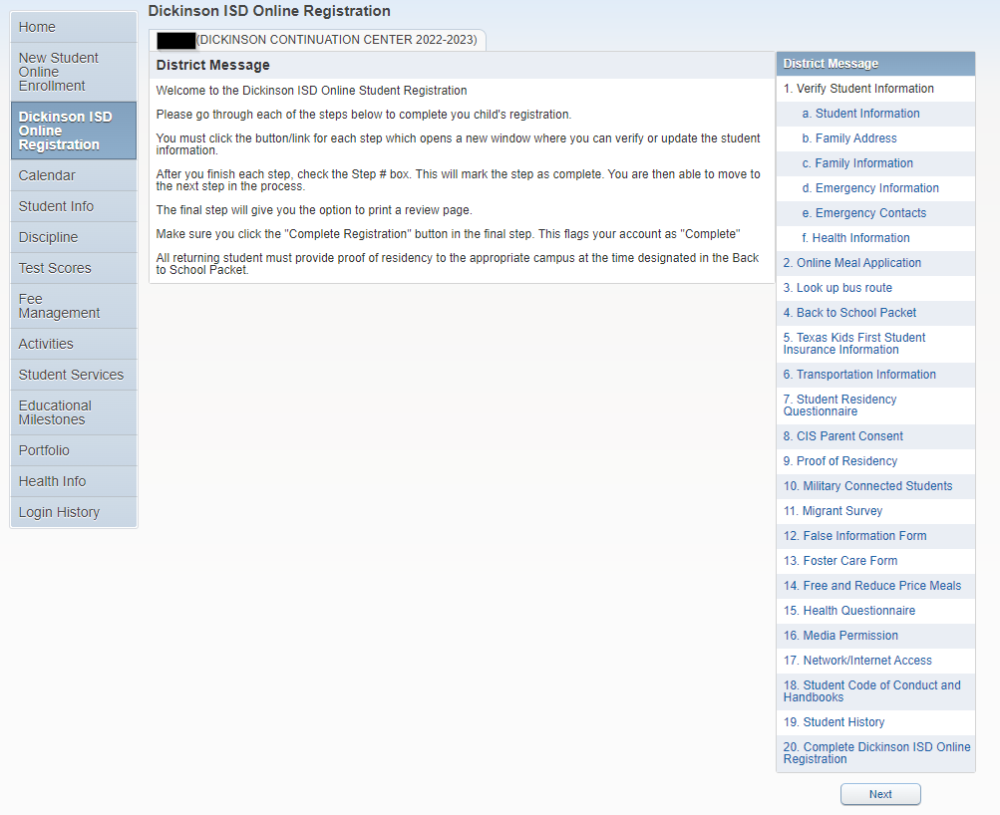 Home
New Student
Online
Enrollment
Dickinson ISD
Online
Registration
Calendar
Student Info
Discipline
Test Scores
Fee
Management
Activities
Student Services
Educational
Milestones
Portfolio
Health Info
Login History
Dickinson ISD Online Registration
(DICKINSON CONTINUATION CENTER 2022-2023)
District Message
Welcome to the Dickinson ISD Online Student Registration
Please go through each of the steps below to complete you child's registration.
You must click the button/link for each step which opens a new window where you can verify or update the student
information.
After you finish each step, check the Step # box. This will mark the step as complete. You are then able to move to
the next step in the process.
The final step will give you the option to print a review page.
Make sure you click the "Complete Registration" button in the final step. This flags your account as "Complete"
All returning student must provide proof of residency to the appropriate campus at the time designated in the Back
to School Packet.
District Message
1. Verify Student Information
a. Student Information
b. Family Address
c. Family Information
d. Emergency Information
e. Emergency Contacts
f. Health Information
2. Online Meal Application
3. Look up bus route
4. Back to School Packet
5. Texas Kids First Student
Insurance Information
6. Transportation Information
7. Student Residency
Questionnaire
8. CIS Parent Consent
9. Proof of Residency
10. Military Connected Students
11. Migrant Survey
12. False Information Form
13. Foster Care Form
14. Free and Reduce Price Meals
15. Health Questionnaire
16. Media Permission
17. Network/Internet Access
18. Student Code of Conduct and
Handbooks
19. Student History
20. Complete Dickinson ISD Online
Registration
Next